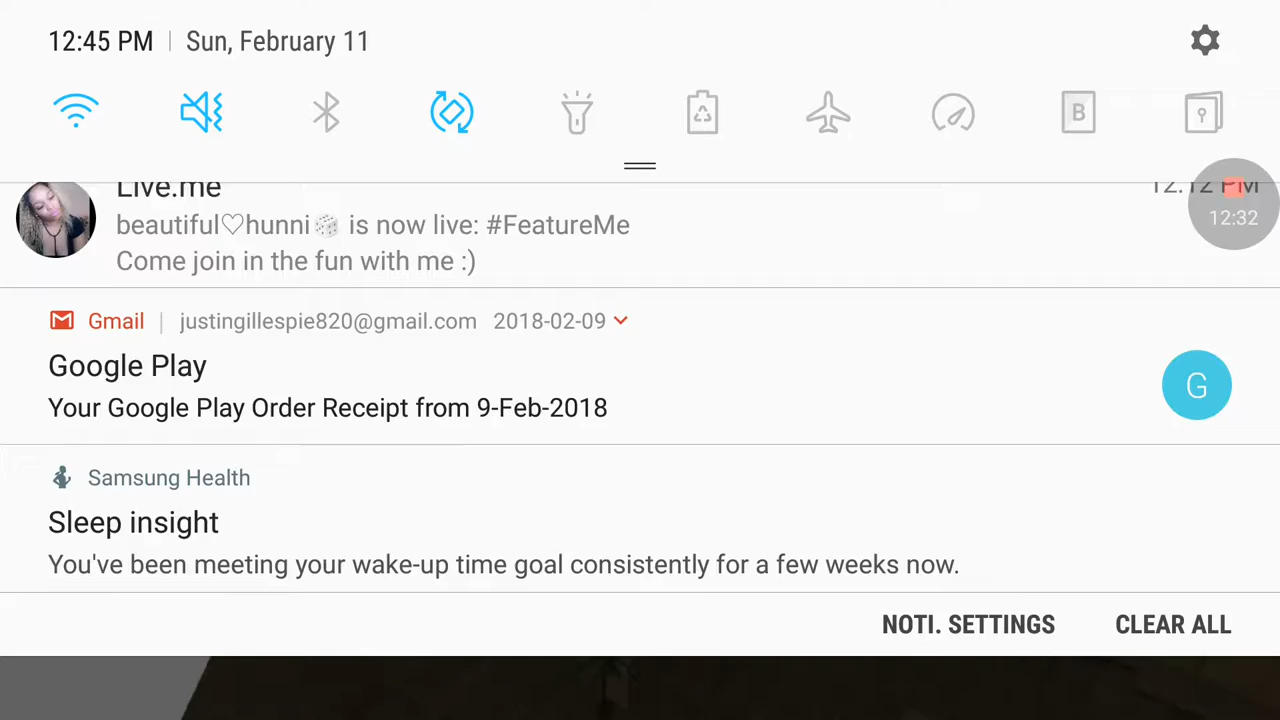 12:45 PM | Sun, February 11
B
Live.me
12:12 PM
beautiful♡hunni🎲 is now live: #FeatureMe
Come join in the fun with me :)
12:32
Gmail | justingillespie820@gmail.com 2018-02-09
Google Play
Your Google Play Order Receipt from 9-Feb-2018
G
Samsung Health
Sleep insight
You've been meeting your wake-up time goal consistently for a few weeks now.
NOTI. SETTINGS CLEAR ALL